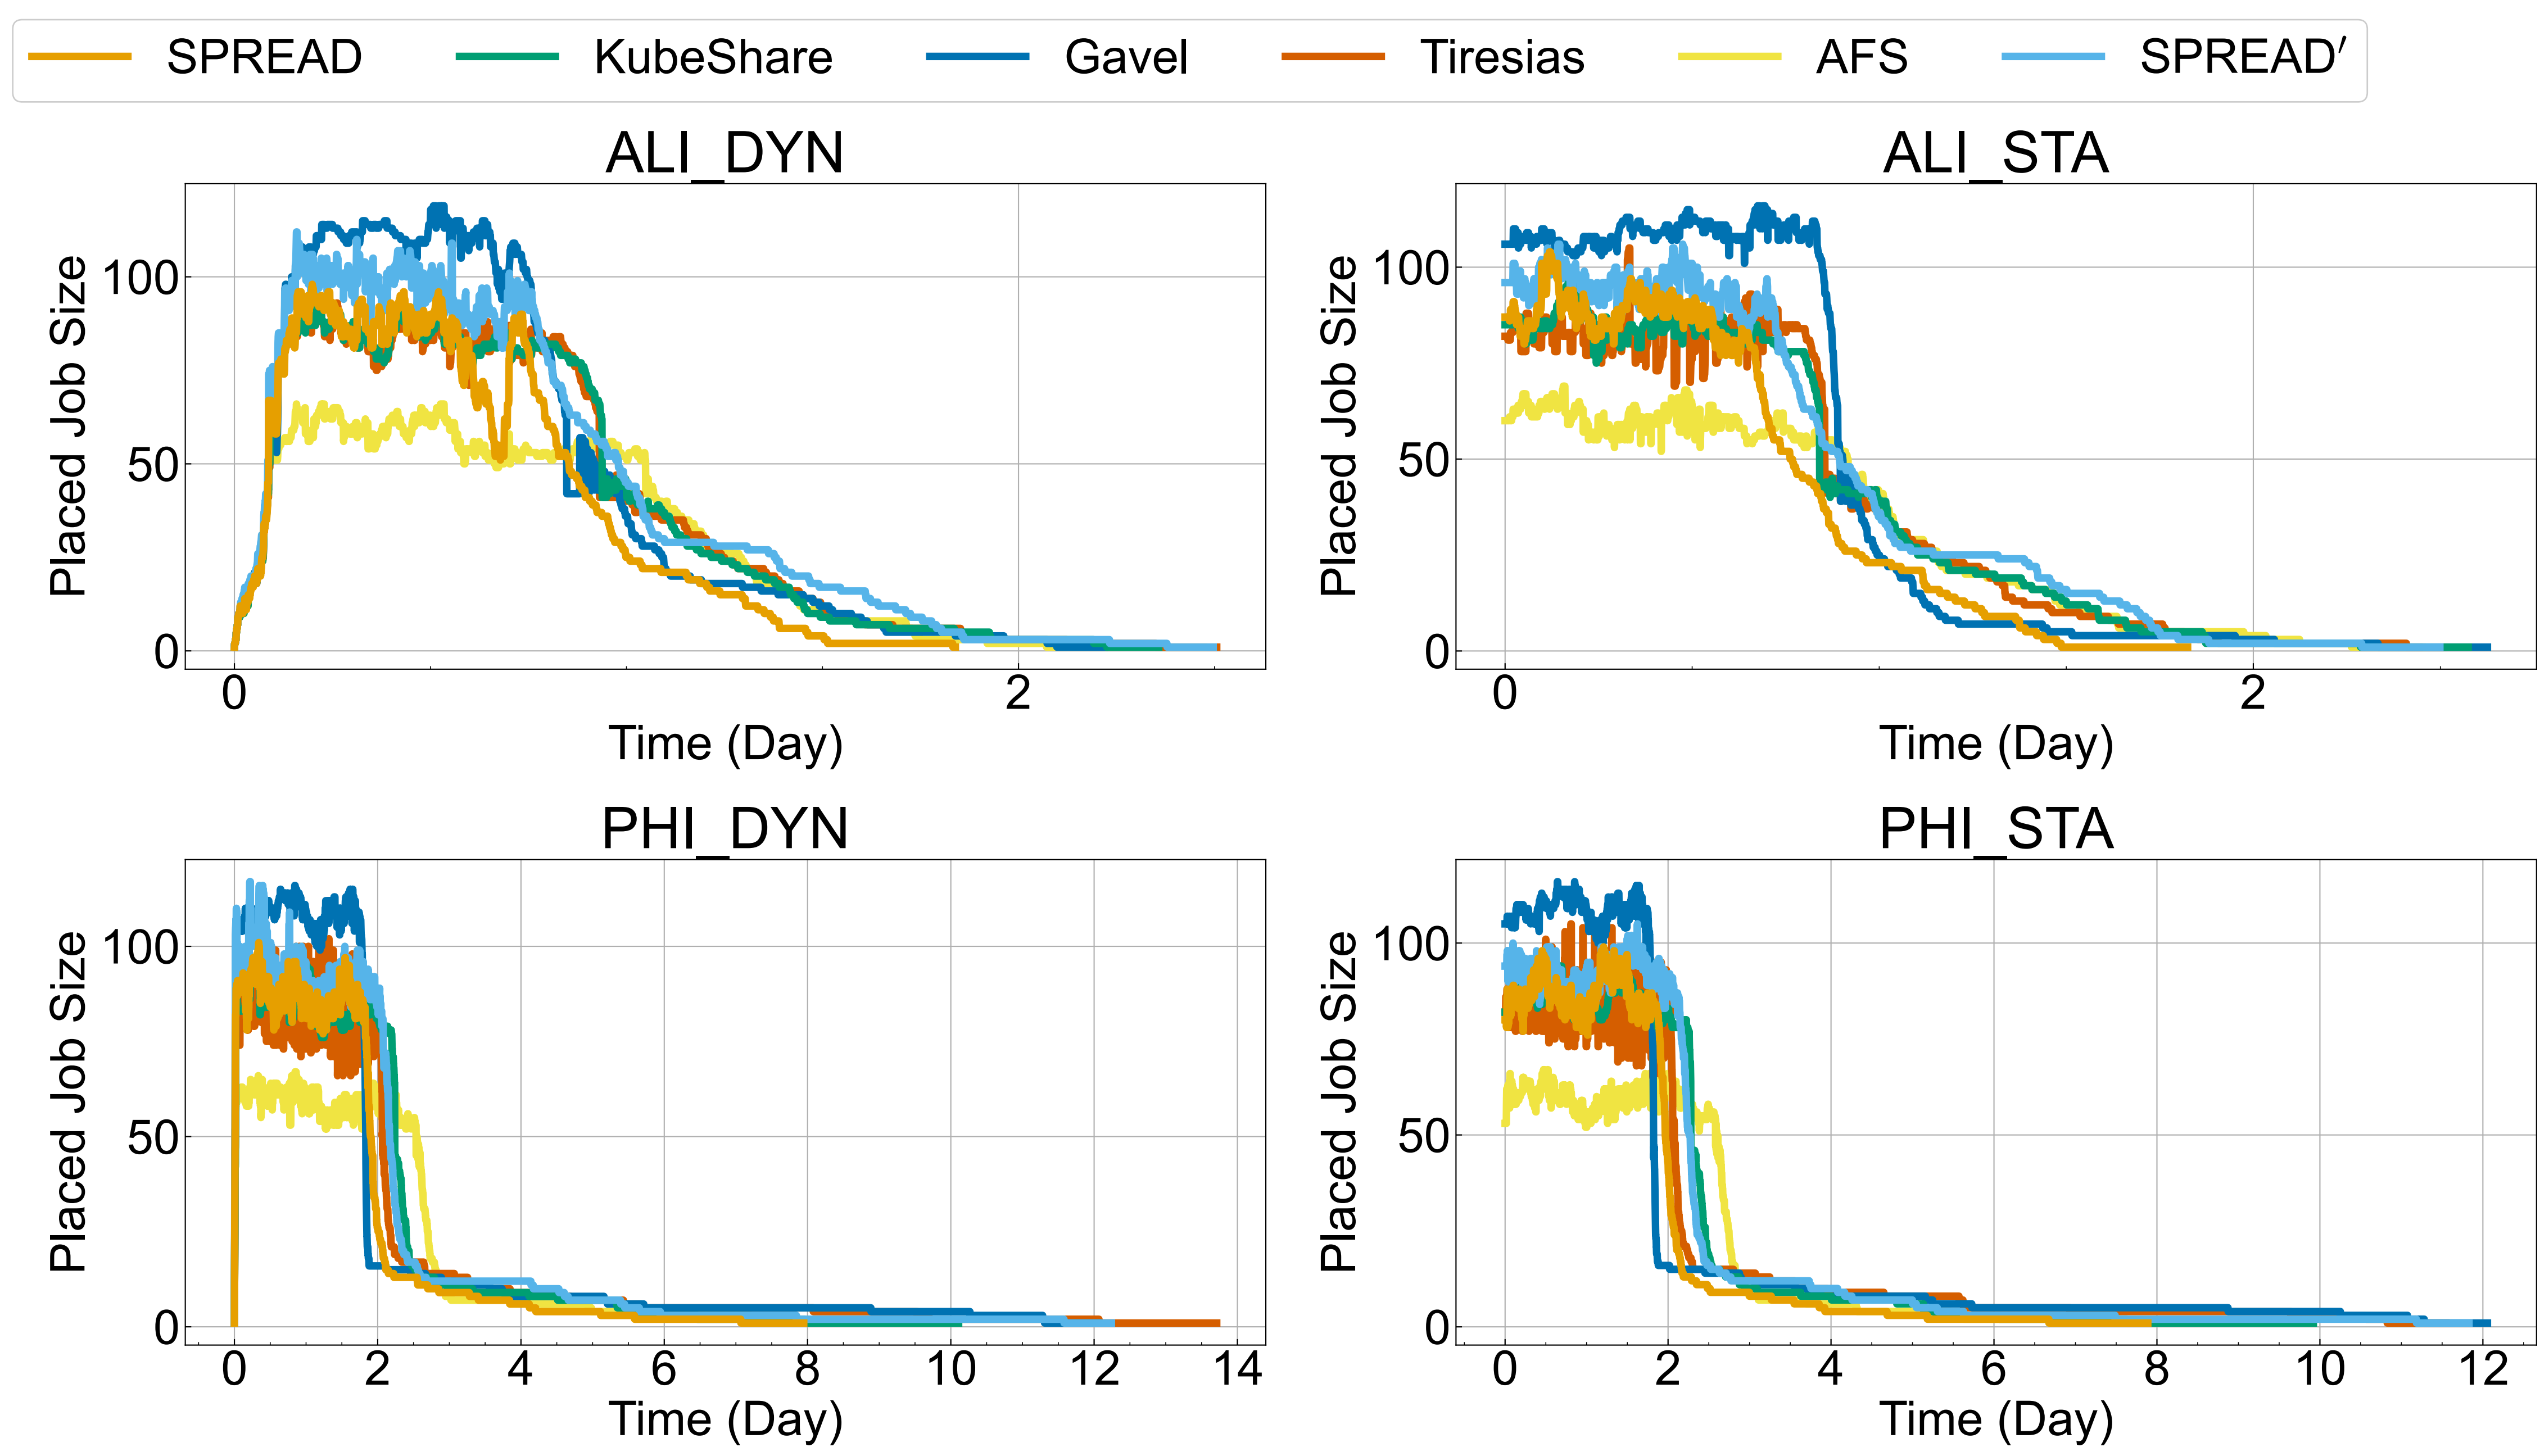 SPREAD KubeShare Gavel Tiresias AFS SPREAD′
ALI_DYN
Placed Job Size
100
50
0
0 2
Time (Day)
ALI_STA
Placed Job Size
100
50
0
0 2
Time (Day)
PHI_DYN
Placed Job Size
100
50
0
0 2 4 6 8 10 12 14
Time (Day)
PHI_STA
Placed Job Size
100
50
0
0 2 4 6 8 10 12
Time (Day)